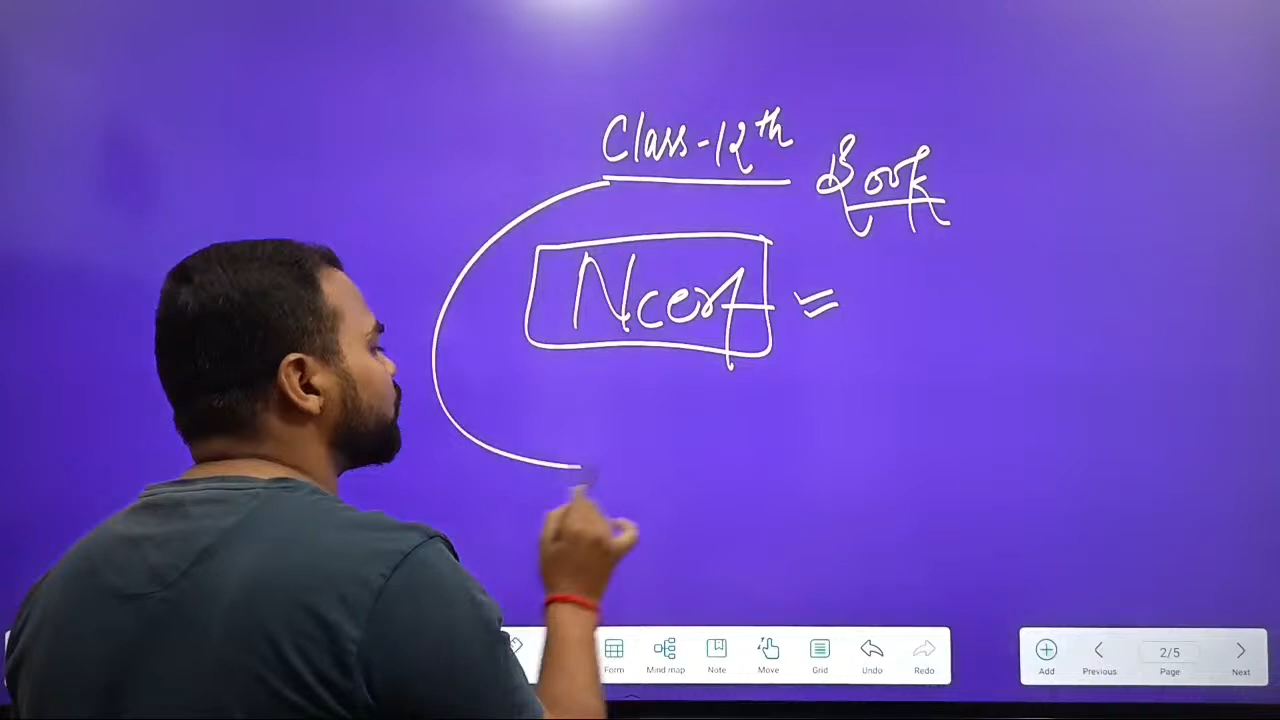 Class-12th Book
Ncert =
Form Mind map Note Move Grid Undo Redo
Add Previous 2/5 Page Next